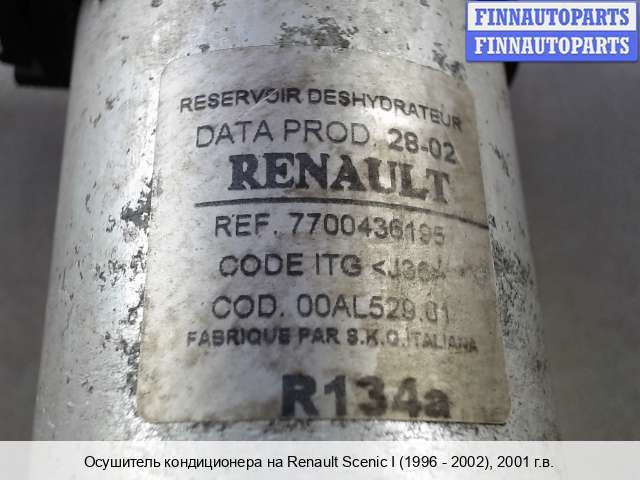 FINNAUTOPARTS
FINNAUTOPARTS
RESERVOIR DESHYDRATEUR
DATA PROD. 28-02
RENAULT
REF. 7700436195
CODE ITG
COD. 00AL529.01
FABRIQUE PAR S.K.G.ITALIANA
R134a
Осушитель кондиционера на Renault Scenic I (1996 - 2002), 2001 г.в.